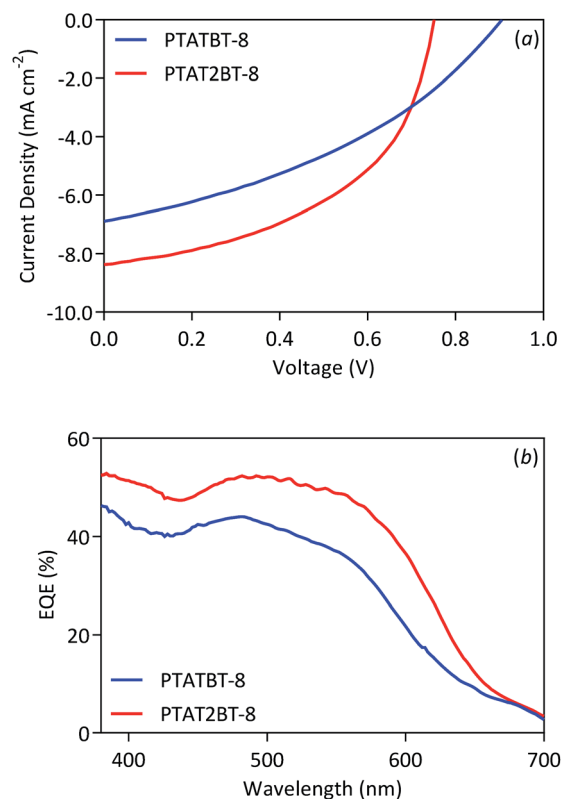 (a)
PTATBT-8
PTAT2BT-8
0.0
-2.0
-4.0
-6.0
-8.0
-10.0
Current Density (mA cm⁻²)
0.0 0.2 0.4 0.6 0.8 1.0
Voltage (V)
(b)
60
40
20
0
EQE (%)
PTATBT-8
PTAT2BT-8
400 500 600 700
Wavelength (nm)